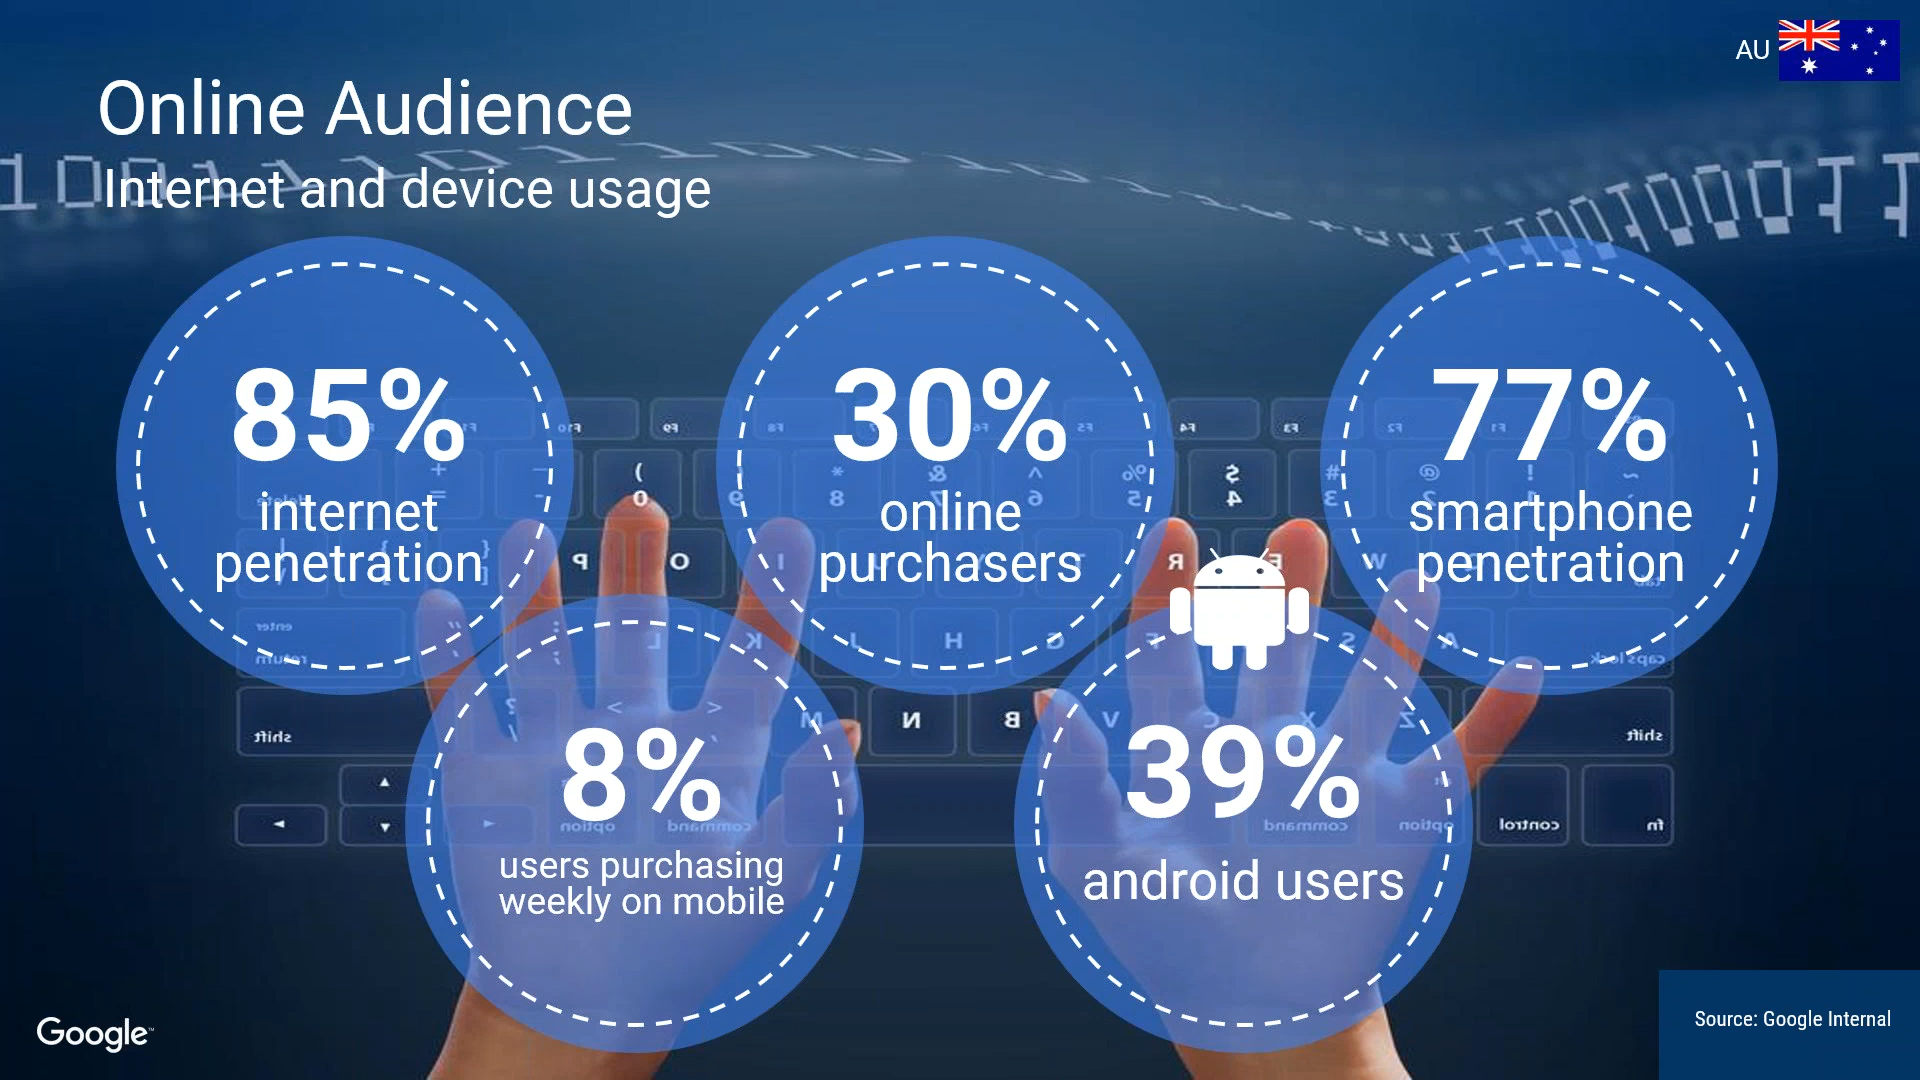 AU
Online Audience
Internet and device usage
85%
internet
penetration
30%
online
purchasers
77%
smartphone
penetration
8%
users purchasing
weekly on mobile
39%
android users
Google
Source: Google Internal